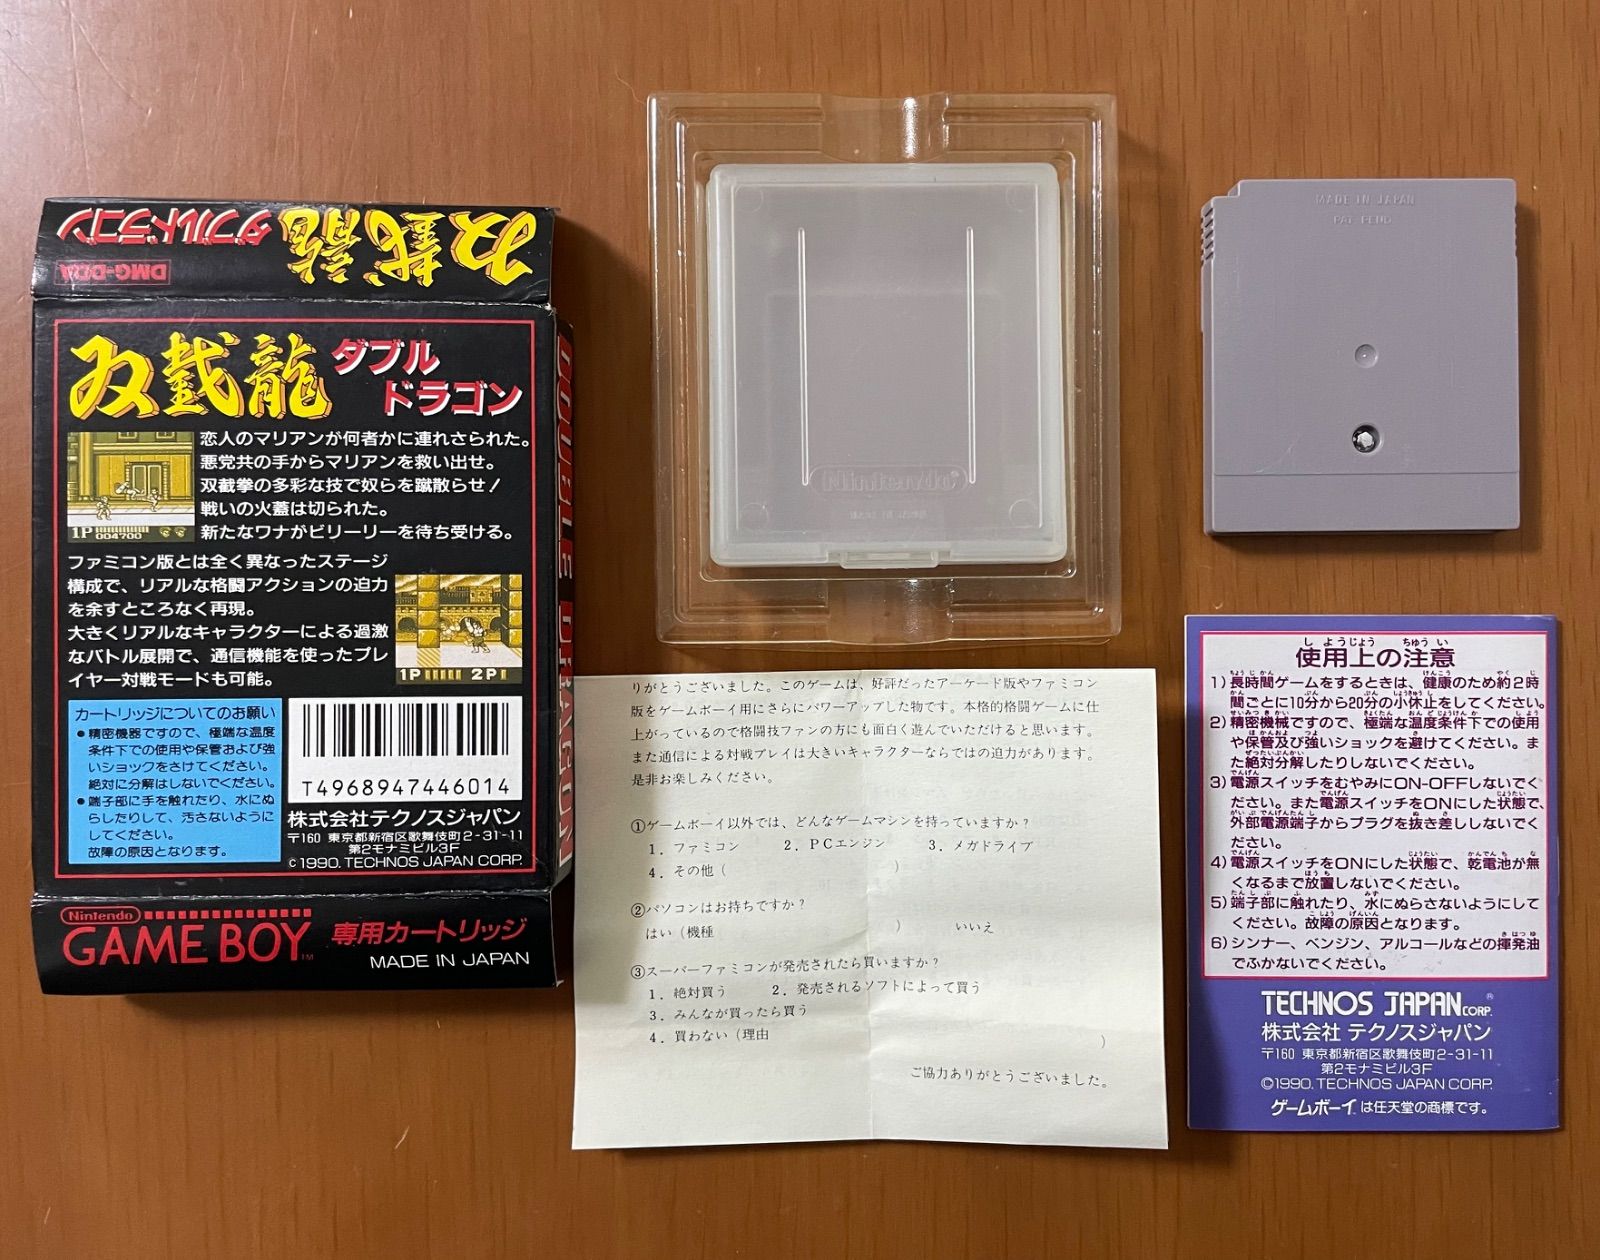 双截龍 ダブルドラゴン
DMG-DDA
双截龍 ダブル
ドラゴン
恋人のマリアンが何者かに連れさられた。
悪党共の手からマリアンを救い出せ。
双截拳の多彩な技で奴らを蹴散らせ！
戦いの火蓋は切られた。
新たなワナがビリーリーを待ち受ける。
1P
004700
ファミコン版とは全く異なったステージ
構成で、リアルな格闘アクションの迫力
を余すところなく再現。
大きくリアルなキャラクターによる過激
なバトル展開で、通信機能を使ったプレ
イヤー対戦モードも可能。
1P 2P
カートリッジについてのお願い
●精密機器ですので、極端な温度
条件下での使用や保管および強
いショックをさけてください。
絶対に分解はしないでください。
●端子部に手を触れたり、水にぬ
らしたりして、汚さないように
してください。
故障の原因となります。
T4968947446014
株式会社テクノスジャパン
〒160 東京都新宿区歌舞伎町2-31-11
第2モナミビル3F
©1990. TECHNOS JAPAN CORP.
DOUBLE DRAGON
Nintendo
GAME BOY TM
専用カートリッジ
MADE IN JAPAN
Nintendo®
MADE IN JAPAN
PAT. PEND
りがとうございました。このゲームは、好評だったアーケード版やファミコン
版をゲームボーイ用にさらにパワーアップした物です。本格的格闘ゲームに仕
上がっているので格闘技ファンの方にも面白く遊んでいただけると思います。
また通信による対戦プレイは大きいキャラクターならではの迫力があります。
是非お楽しみください。
①ゲームボーイ以外では、どんなゲームマシンを持っていますか？
1．ファミコン 2．PCエンジン 3．メガドライブ
4．その他（ ）
②パソコンはお持ちですか？
はい（機種 ） いいえ
③スーパーファミコンが発売されたら買いますか？
1．絶対買う 2．発売されるソフトによって買う
3．みんなが買ったら買う
4．買わない（理由 ）
ご協力ありがとうございました。
使用上の注意
1）長時間ゲームをするときは、健康のため約2時
間ごとに10分から20分の小休止をしてください。
2）精密機械ですので、極端な温度条件下での使用
や保管及び強いショックを避けてください。ま
た絶対分解したりしないでください。
3）電源スイッチをむやみにON-OFFしないでく
ださい。また電源スイッチをONにした状態で、
外部電源端子からプラグを抜き差ししないでく
ださい。
4）電源スイッチをONにした状態で、乾電池が無
くなるまで放置しないでください。
5）端子部に触れたり、水にぬらさないようにして
ください。故障の原因となります。
6）シンナー、ベンジン、アルコールなどの揮発油
でふかないでください。
TECHNOS JAPAN CORP.®
株式会社 テクノスジャパン
〒160 東京都新宿区歌舞伎町2-31-11
第2モナミビル3F
©1990. TECHNOS JAPAN CORP.
ゲームボーイは任天堂の商標です。